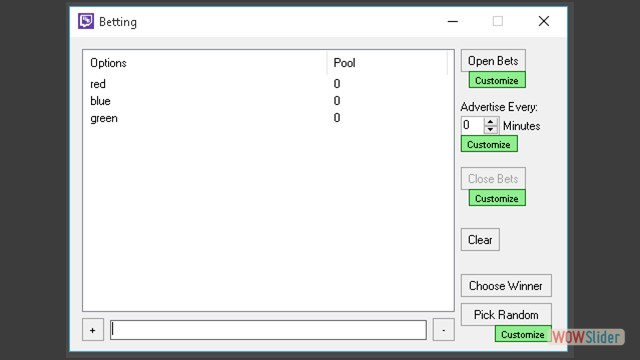 Betting
Options Pool
red 0
blue 0
green 0
+
-
Open Bets
Customize
Advertise Every:
0 Minutes
Customize
Close Bets
Customize
Clear
Choose Winner
Pick Random
Customize
WOWSlider